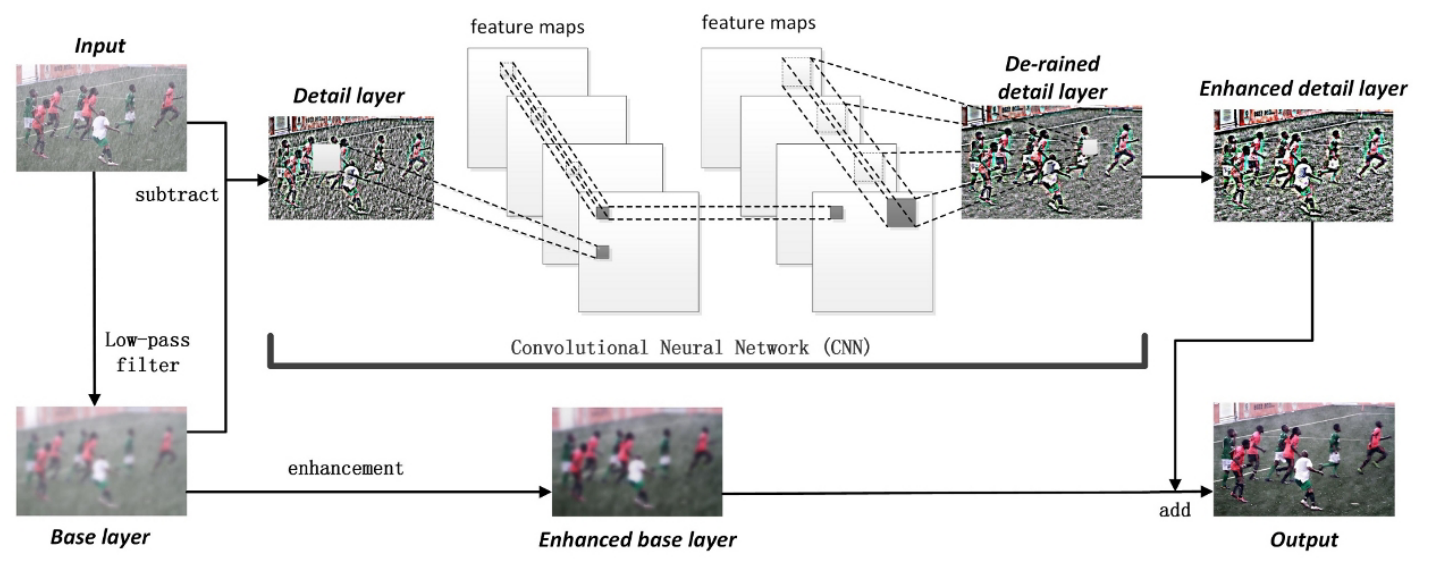 feature maps
feature maps
Input
De-rained
detail layer
Detail layer
Enhanced detail layer
subtract
Low-pass
filter
Convolutional Neural Network (CNN)
enhancement
add
Base layer
Enhanced base layer
Output